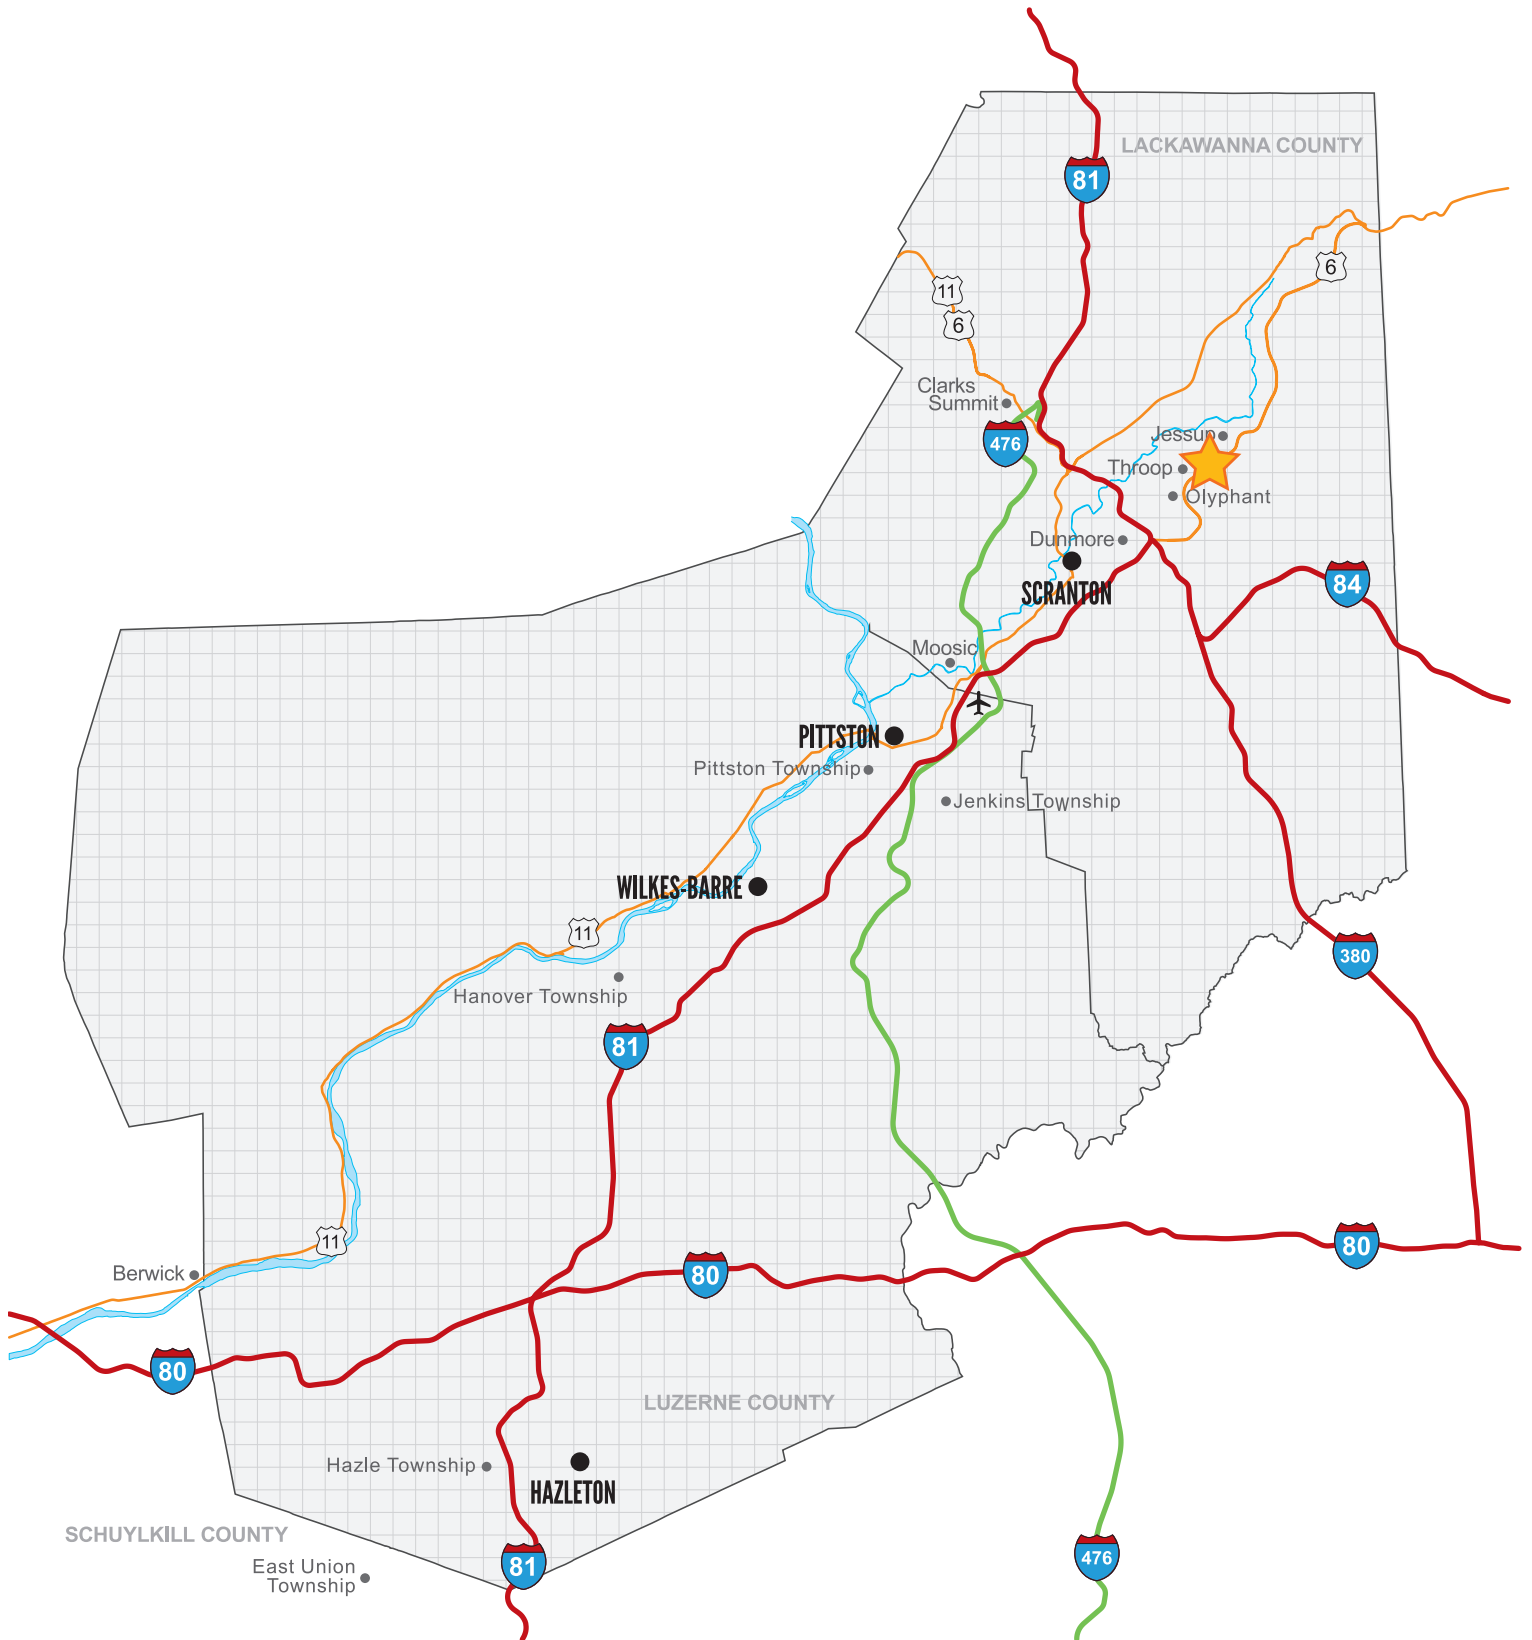 LACKAWANNA COUNTY
81
6
11
6
Clarks
Summit
476
Jessup
Throop
Olyphant
Dunmore
SCRANTON
84
Moosic
PITTSTON
Pittston Township
Jenkins Township
WILKES-BARRE
11
380
Hanover Township
81
11
80
Berwick
80
80
LUZERNE COUNTY
Hazle Township
HAZLETON
SCHUYLKILL COUNTY
476
81
East Union
Township